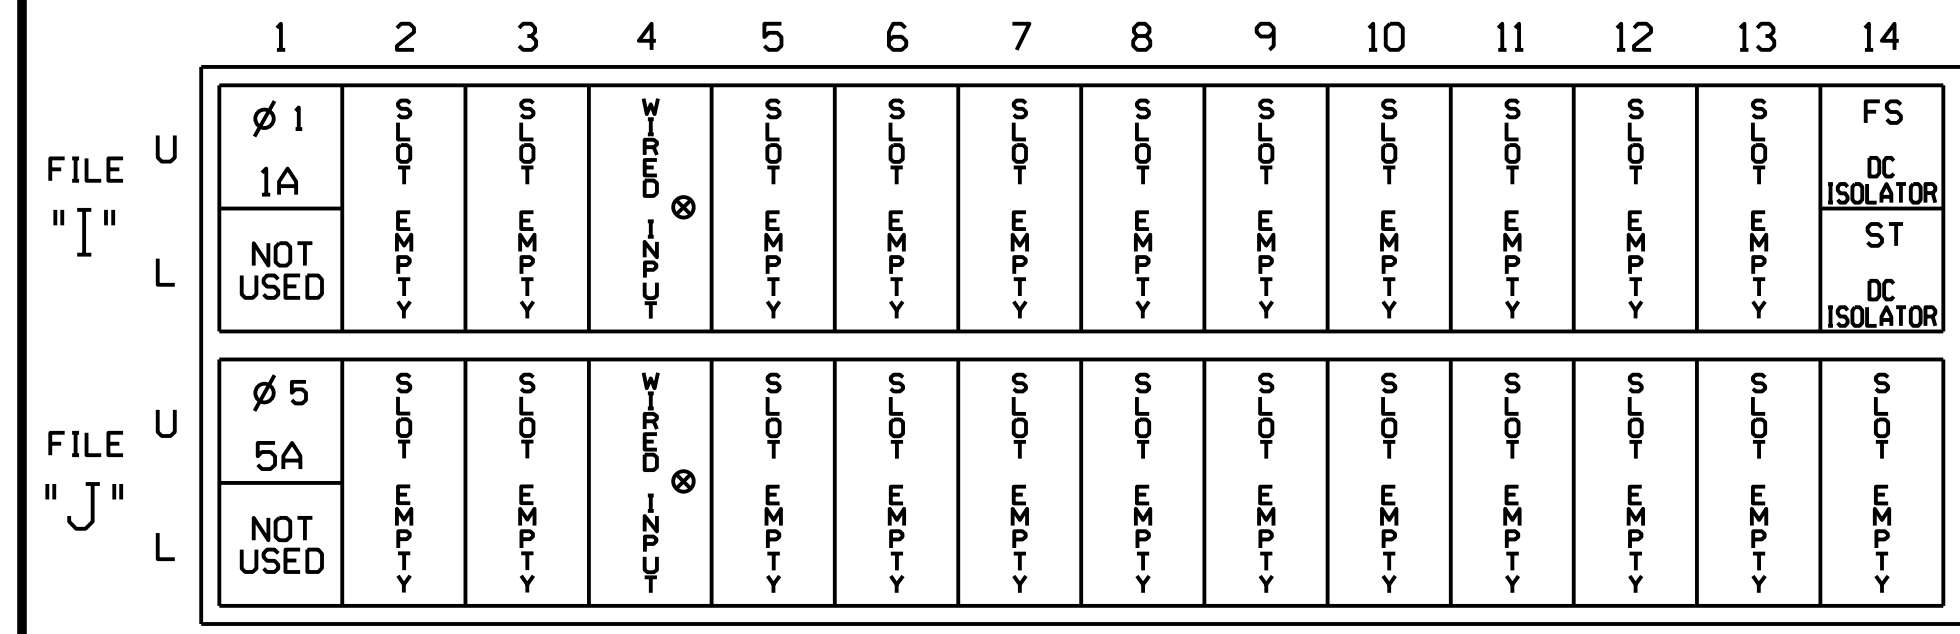 1 2 3 4 5 6 7 8 9 10 11 12 13 14
FILE "I"
U
L
Ø 1
1A
NOT USED
SLOT EMPTY
SLOT EMPTY
WIRED INPUT ⊗
SLOT EMPTY
SLOT EMPTY
SLOT EMPTY
SLOT EMPTY
SLOT EMPTY
SLOT EMPTY
SLOT EMPTY
SLOT EMPTY
SLOT EMPTY
FS
DC
ISOLATOR
ST
DC
ISOLATOR
FILE "J"
U
L
Ø 5
5A
NOT USED
SLOT EMPTY
SLOT EMPTY
WIRED INPUT ⊗
SLOT EMPTY
SLOT EMPTY
SLOT EMPTY
SLOT EMPTY
SLOT EMPTY
SLOT EMPTY
SLOT EMPTY
SLOT EMPTY
SLOT EMPTY
SLOT EMPTY